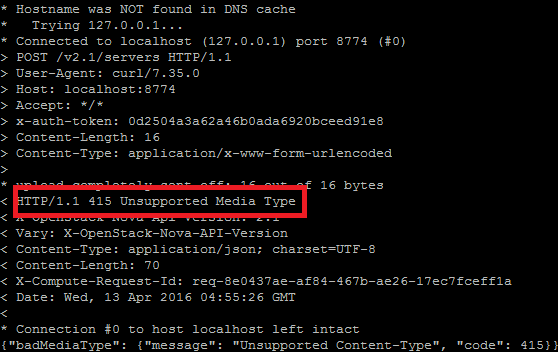 * Hostname was NOT found in DNS cache
*   Trying 127.0.0.1...
* Connected to localhost (127.0.0.1) port 8774 (#0)
> POST /v2.1/servers HTTP/1.1
> User-Agent: curl/7.35.0
> Host: localhost:8774
> Accept: */*
> x-auth-token: 0d2504a3a62a46b0ada6920bceed91e8
> Content-Length: 16
> Content-Type: application/x-www-form-urlencoded
>
* upload completely sent off: 16 out of 16 bytes
< HTTP/1.1 415 Unsupported Media Type
< X-OpenStack-Nova-API-Version: 2.1
< Vary: X-OpenStack-Nova-API-Version
< Content-Type: application/json; charset=UTF-8
< Content-Length: 70
< X-Compute-Request-Id: req-8e0437ae-af84-467b-ae26-17ec7fceff1a
< Date: Wed, 13 Apr 2016 04:55:26 GMT
<
* Connection #0 to host localhost left intact
{"badMediaType": {"message": "Unsupported Content-Type", "code": 415}}